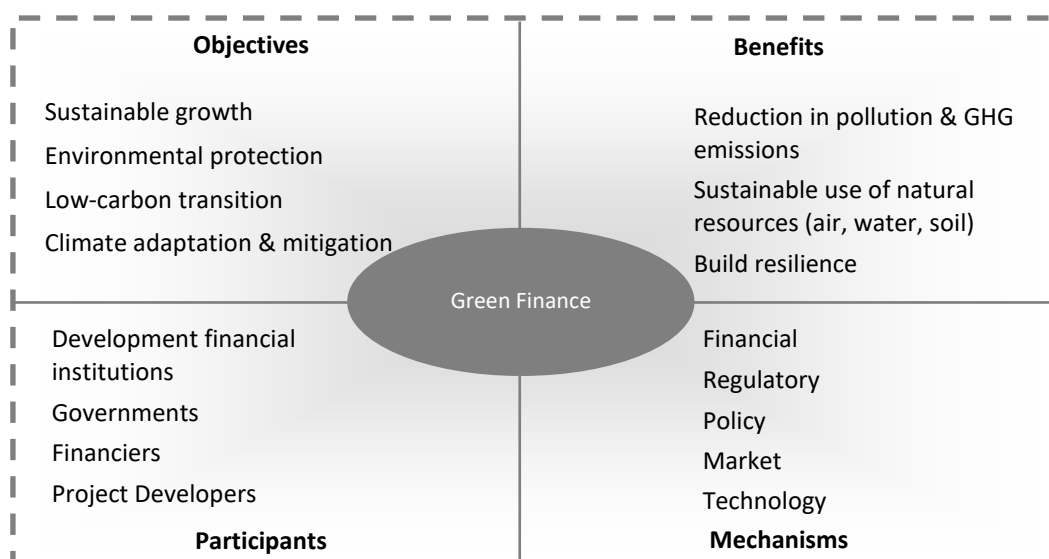 Objectives
Sustainable growth
Environmental protection
Low-carbon transition
Climate adaptation & mitigation
Benefits
Reduction in pollution & GHG
emissions
Sustainable use of natural
resources (air, water, soil)
Build resilience
Green Finance
Development financial
institutions
Governments
Financiers
Project Developers
Participants
Financial
Regulatory
Policy
Market
Technology
Mechanisms